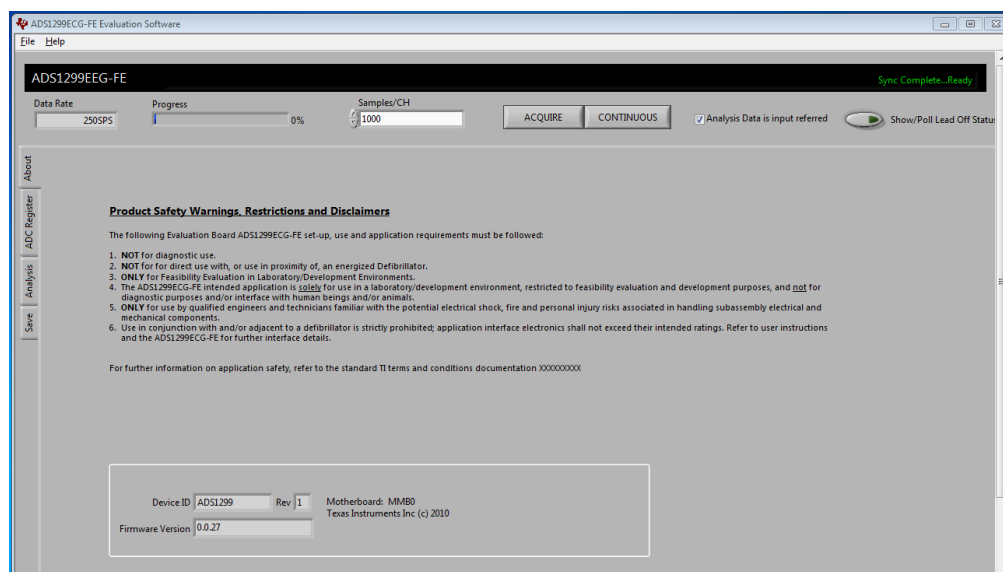 ADS1299ECG-FE Evaluation Software
File Help
ADS1299EEG-FE
Sync Complete...Ready
Data Rate
Progress
Samples/CH
250SPS
0%
1000
ACQUIRE
CONTINUOUS
Analysis Data is input referred
Show/Poll Lead Off Status
About
ADC Register
Analysis
Save
Product Safety Warnings, Restrictions and Disclaimers
The following Evaluation Board ADS1299ECG-FE set-up, use and application requirements must be followed:
1. NOT for diagnostic use.
2. NOT for for direct use with, or use in proximity of, an energized Defibrillator.
3. ONLY for Feasibility Evaluation in Laboratory/Development Environments.
4. The ADS1299ECG-FE intended application is solely for use in a laboratory/development environment, restricted to feasibility evaluation and development purposes, and not for
diagnostic purposes and/or interface with human beings and/or animals.
5. ONLY for use by qualified engineers and technicians familiar with the potential electrical shock, fire and personal injury risks associated in handling subassembly electrical and
mechanical components.
6. Use in conjunction with and/or adjacent to a defibrillator is strictly prohibited; application interface electronics shall not exceed their intended ratings. Refer to user instructions
and the ADS1299ECG-FE for further interface details.
For further information on application safety, refer to the standard TI terms and conditions documentation XXXXXXXXX
Device ID ADS1299 Rev 1
Motherboard: MMB0
Texas Instruments Inc (c) 2010
Firmware Version 0.0.27